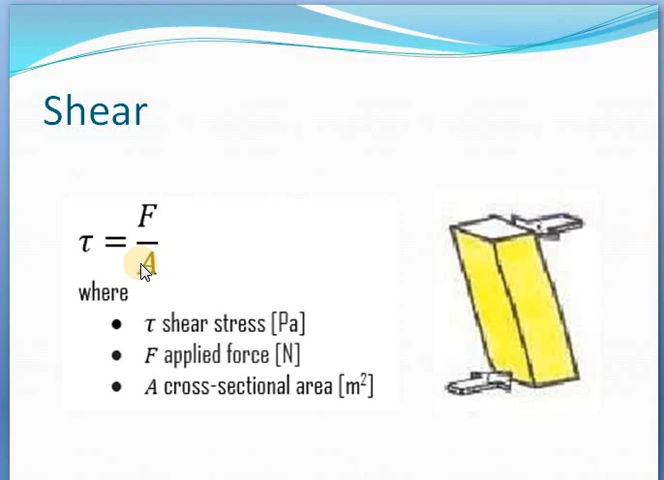 Shear
τ = F/A
where
• τ shear stress [Pa]
• F applied force [N]
• A cross-sectional area [m²]